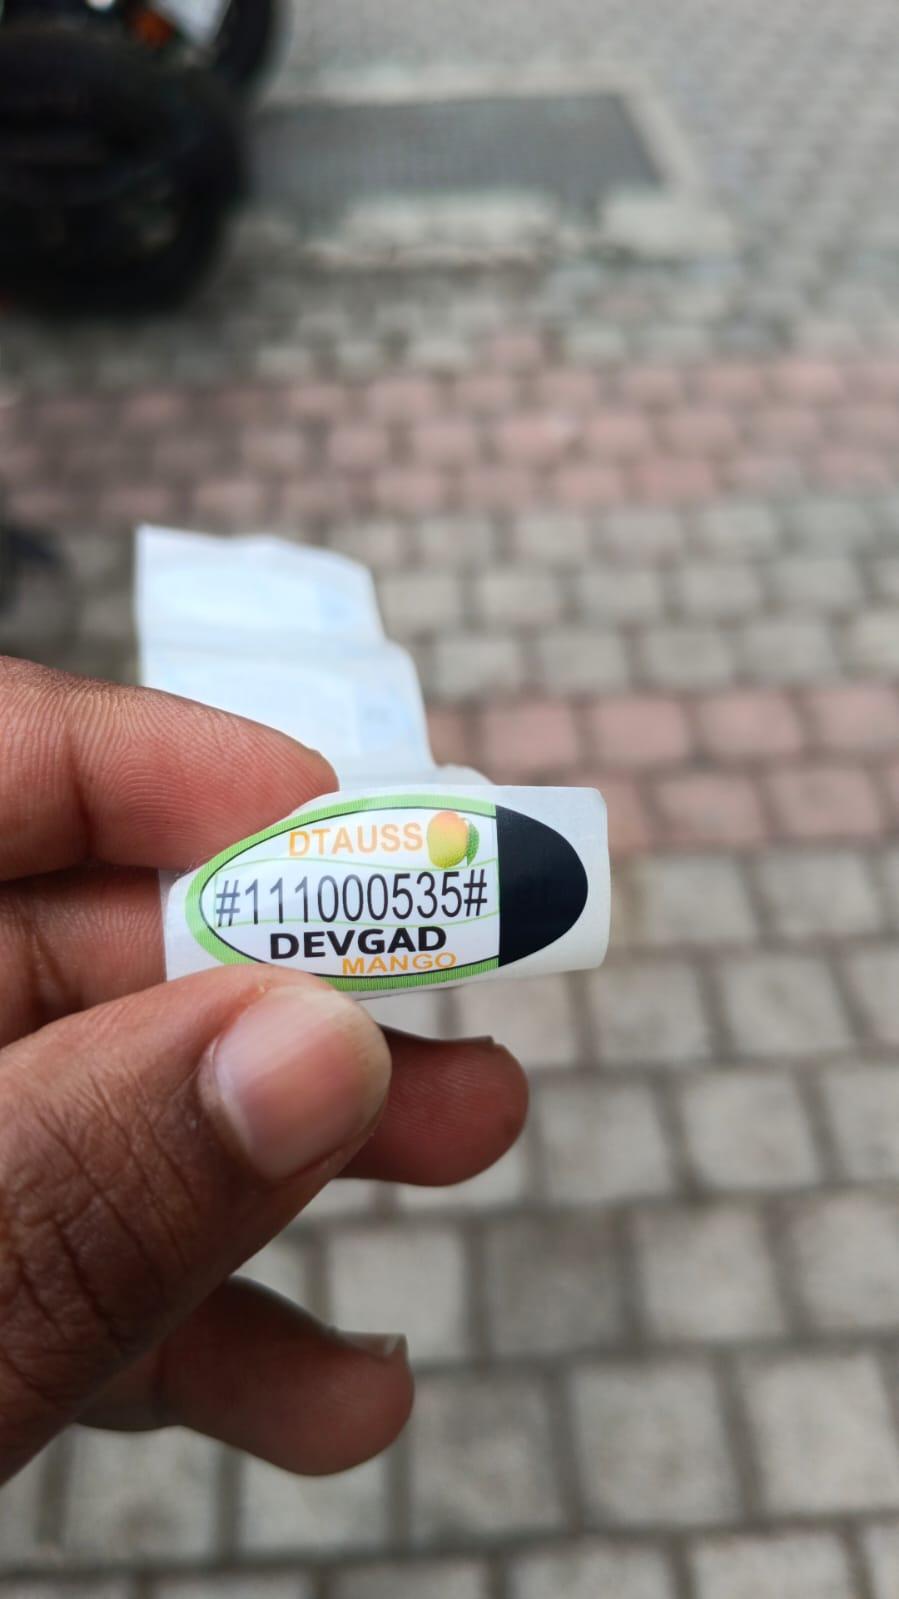 DTAUSS
#111000535#
DEVGAD
MANGO